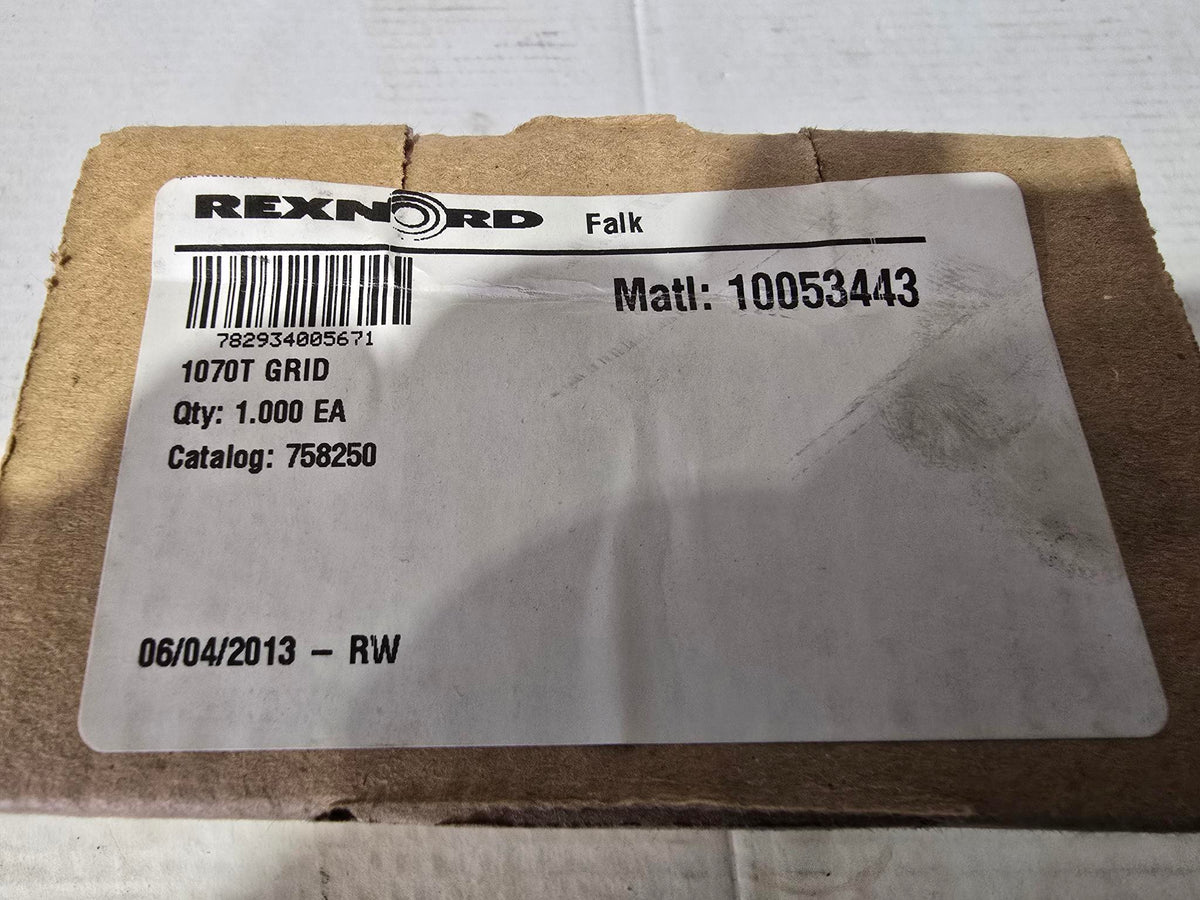 REXNORD Falk
Matl: 10053443
782934005671
1070T GRID
Qty: 1.000 EA
Catalog: 758250
06/04/2013 – RW